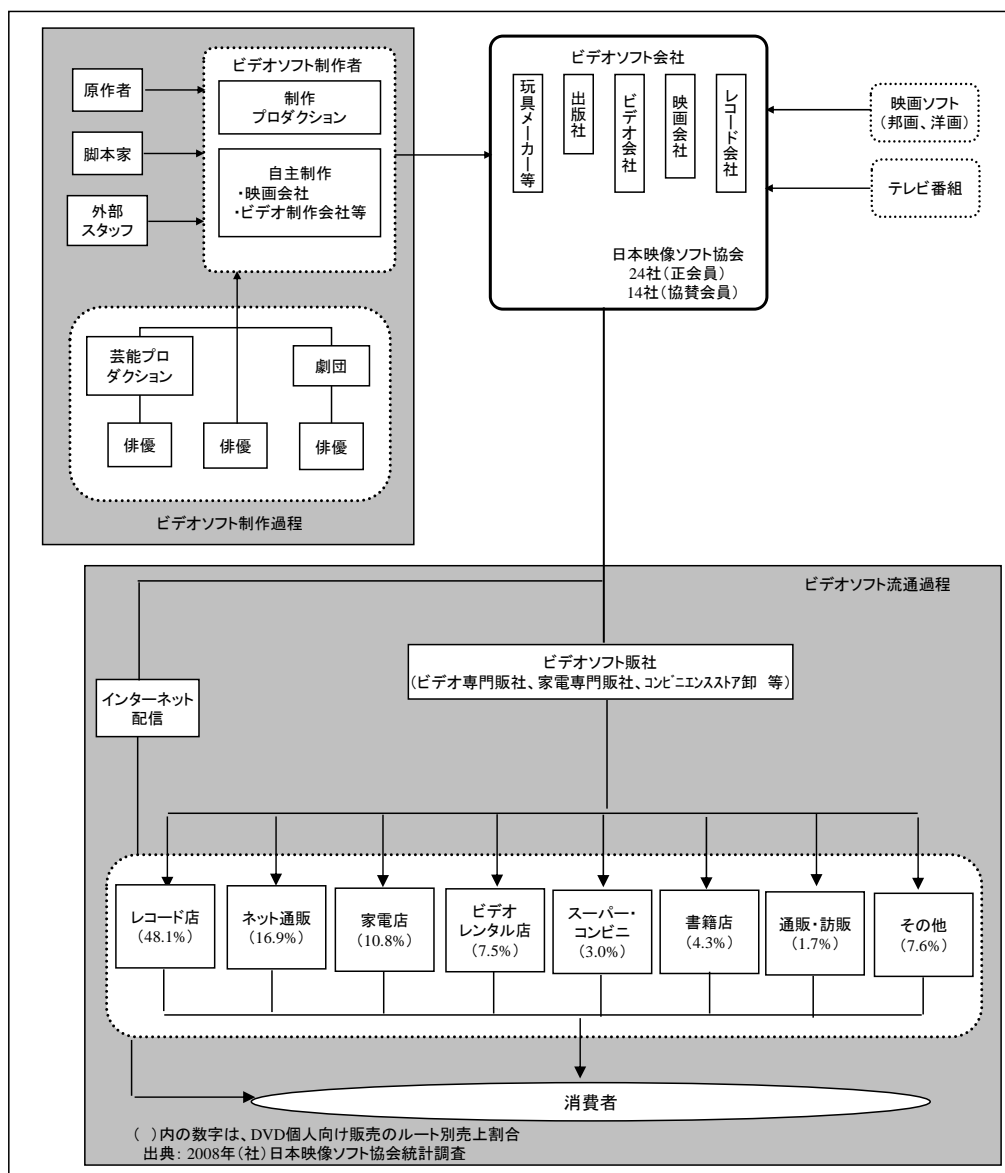 ビデオソフト制作者
原作者
脚本家
外部
スタッフ
制作
プロダクション
自主制作
・映画会社
・ビデオ制作会社等
芸能プロ
ダクション
劇団
俳優
俳優
俳優
ビデオソフト制作過程
ビデオソフト会社
玩具メーカー等
出版社
ビデオ会社
映画会社
レコード会社
日本映像ソフト協会
24社(正会員)
14社(協賛会員)
映画ソフト
(邦画、洋画)
テレビ番組
ビデオソフト流通過程
ビデオソフト販社
(ビデオ専門販社、家電専門販社、コンビニエンスストア卸 等)
インターネット
配信
レコード店
(48.1%)
ネット通販
(16.9%)
家電店
(10.8%)
ビデオ
レンタル店
(7.5%)
スーパー・
コンビニ
(3.0%)
書籍店
(4.3%)
通販・訪販
(1.7%)
その他
(7.6%)
消費者
( )内の数字は、DVD個人向け販売のルート別売上割合
出典: 2008年(社)日本映像ソフト協会統計調査